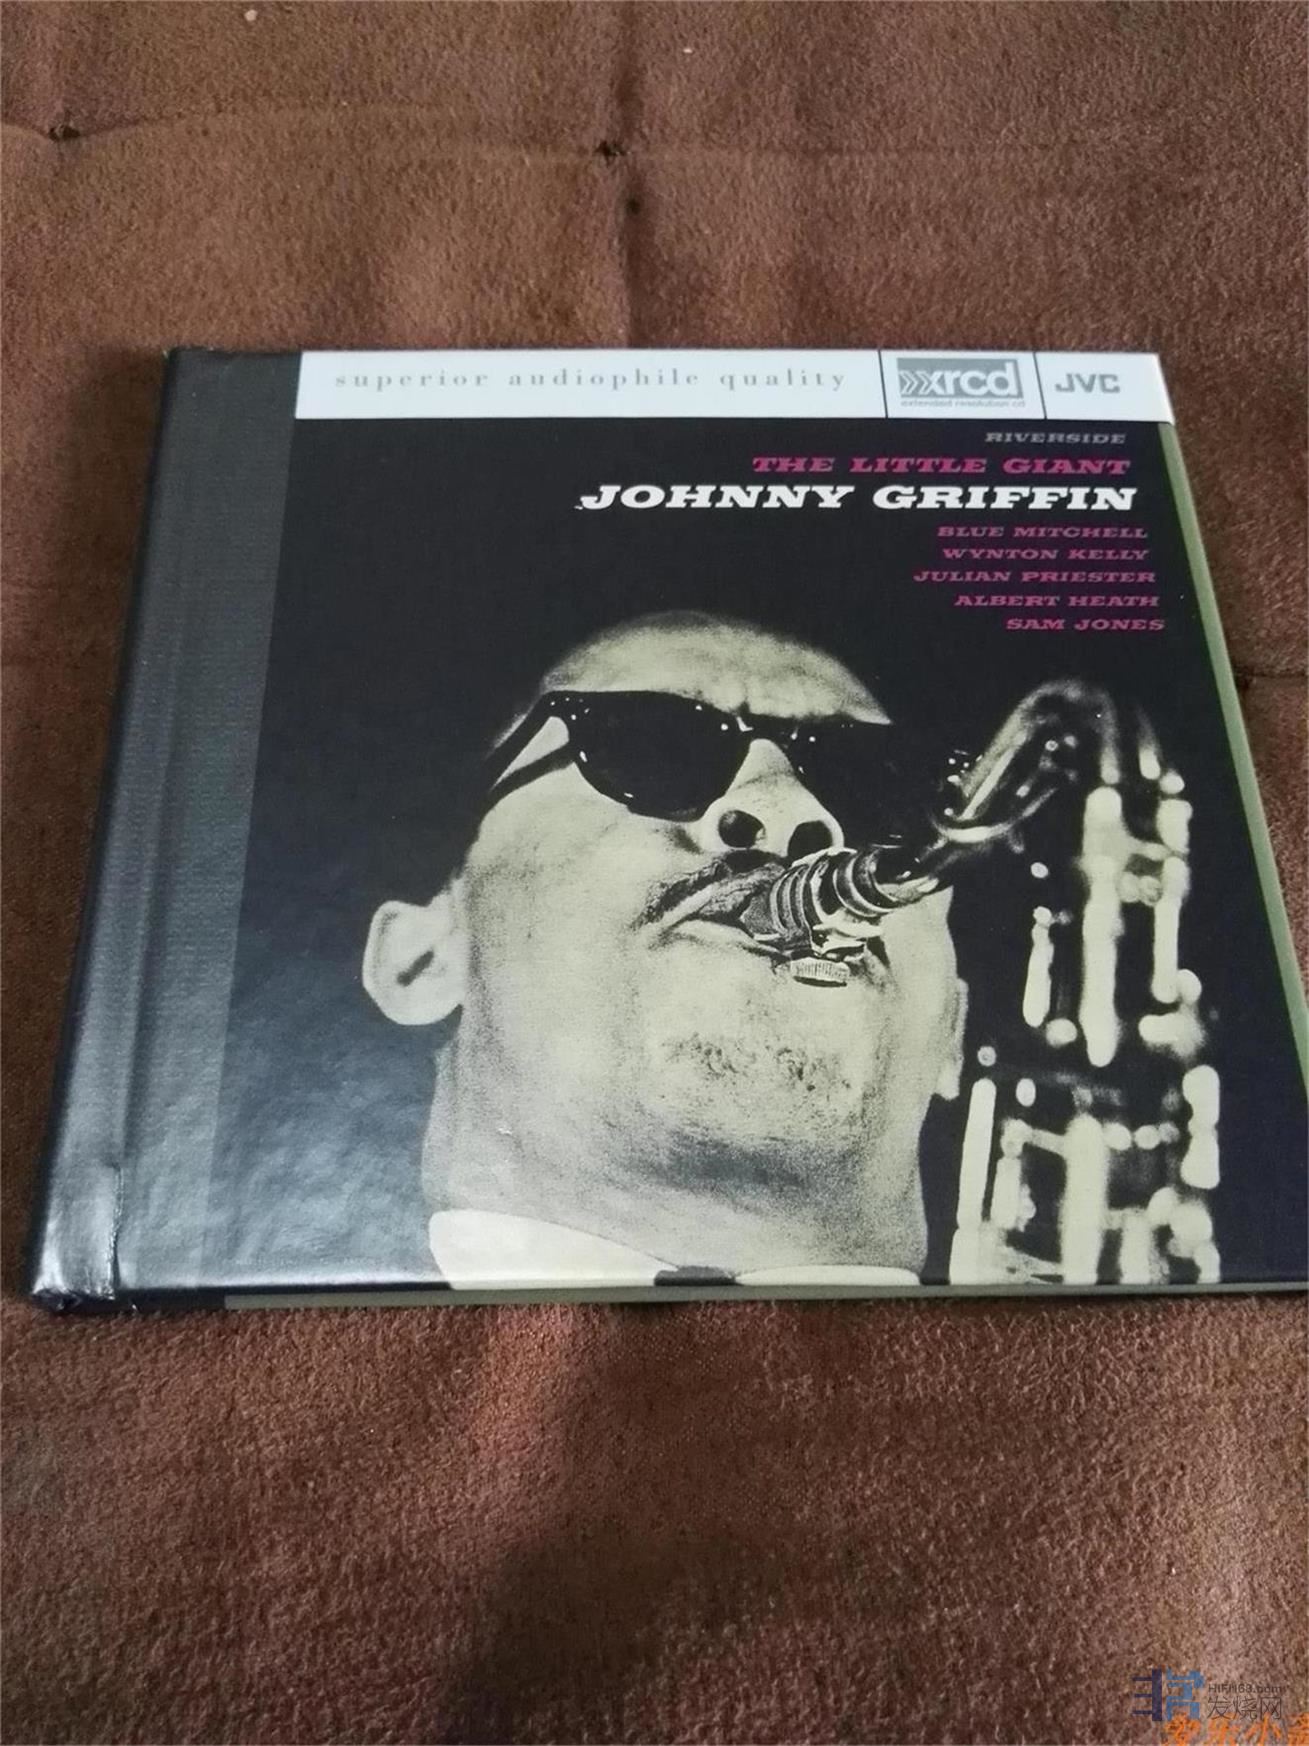 superior audiophile quality
xrcd
extended resolution cd
JVC
RIVERSIDE
THE LITTLE GIANT
JOHNNY GRIFFIN
BLUE MITCHELL
WYNTON KELLY
JULIAN PRIESTER
ALBERT HEATH
SAM JONES
发烧网